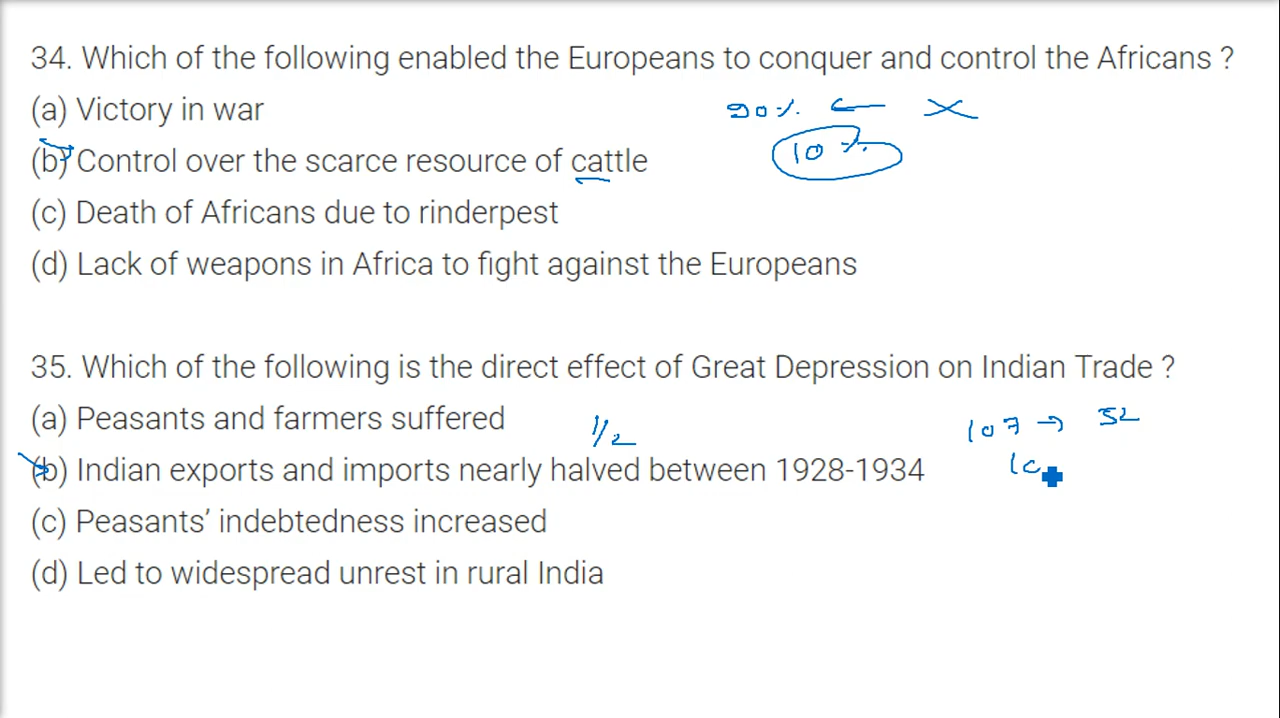 34. Which of the following enabled the Europeans to conquer and control the Africans ?
(a) Victory in war
90%
(b) Control over the scarce resource of cattle
10%
(c) Death of Africans due to rinderpest
(d) Lack of weapons in Africa to fight against the Europeans
35. Which of the following is the direct effect of Great Depression on Indian Trade ?
(a) Peasants and farmers suffered
1/2
107 → 52
(b) Indian exports and imports nearly halved between 1928-1934
(c) Peasants’ indebtedness increased
(d) Led to widespread unrest in rural India